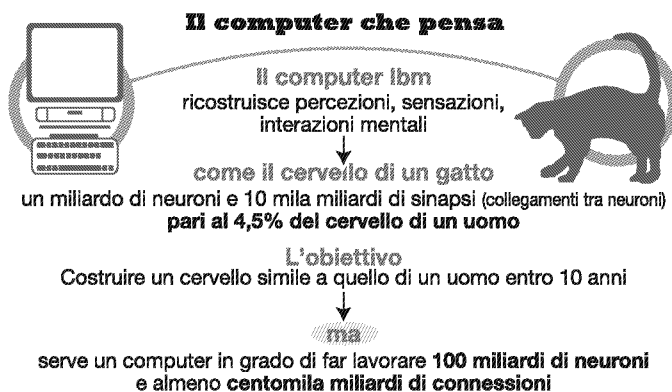 Il computer che pensa
Il computer Ibm
ricostruisce percezioni, sensazioni,
interazioni mentali
come il cervello di un gatto
un miliardo di neuroni e 10 mila miliardi di sinapsi (collegamenti tra neuroni)
pari al 4,5% del cervello di un uomo
L'obiettivo
Costruire un cervello simile a quello di un uomo entro 10 anni
ma
serve un computer in grado di far lavorare 100 miliardi di neuroni
e almeno centomila miliardi di connessioni